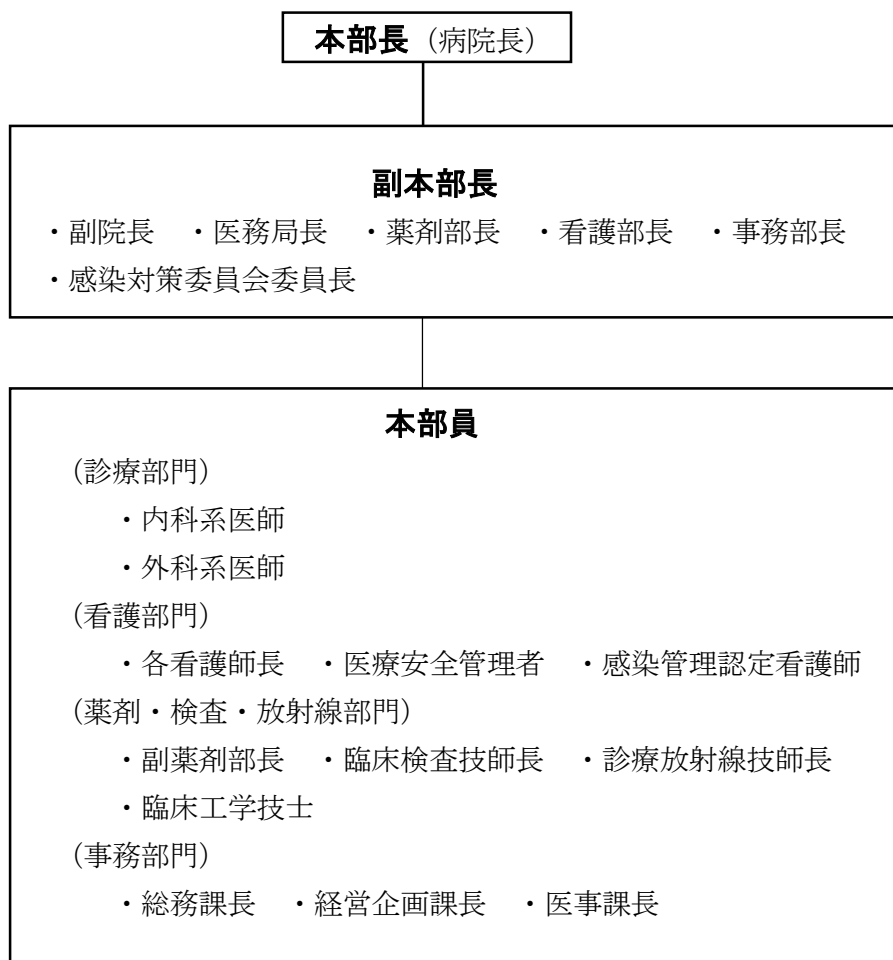 本部長（病院長）
副本部長
・副院長　・医務局長　・薬剤部長　・看護部長　・事務部長
・感染対策委員会委員長
本部員
（診療部門）
・内科系医師
・外科系医師
（看護部門）
・各看護師長　・医療安全管理者　・感染管理認定看護師
（薬剤・検査・放射線部門）
・副薬剤部長　・臨床検査技師長　・診療放射線技師長
・臨床工学技士
（事務部門）
・総務課長　・経営企画課長　・医事課長